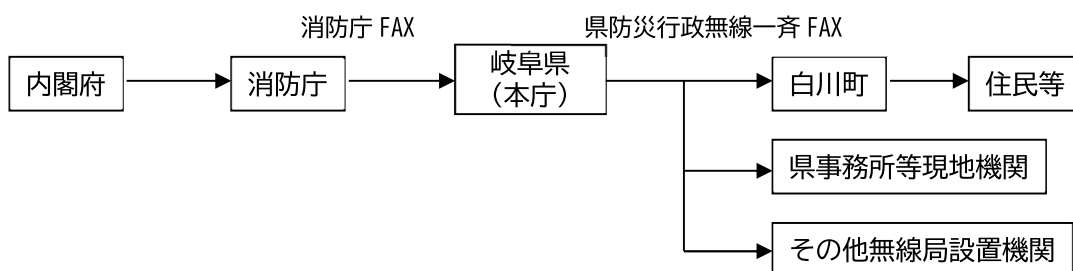 消防庁 FAX
県防災行政無線一斉 FAX
内閣府
消防庁
岐阜県
（本庁）
白川町
住民等
県事務所等現地機関
その他無線局設置機関